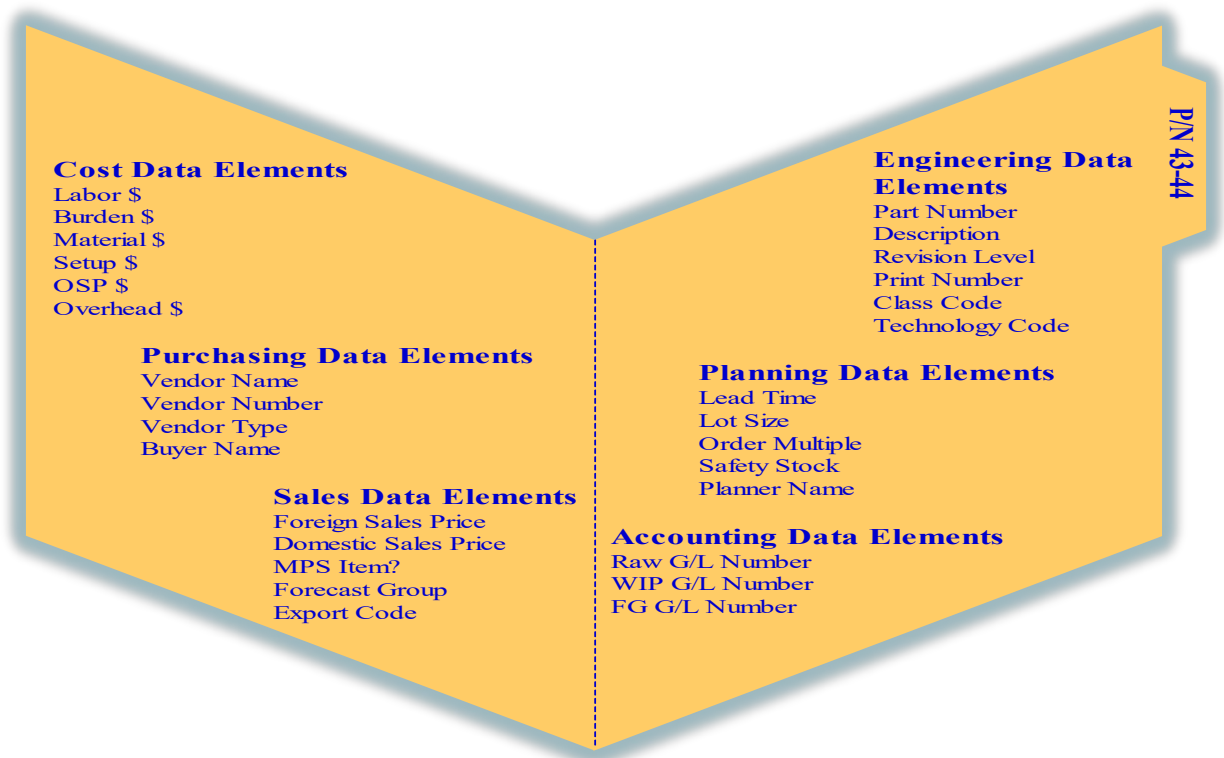 Cost Data Elements
Labor $
Burden $
Material $
Setup $
OSP $
Overhead $
Purchasing Data Elements
Vendor Name
Vendor Number
Vendor Type
Buyer Name
Sales Data Elements
Foreign Sales Price
Domestic Sales Price
MPS Item?
Forecast Group
Export Code
Engineering Data
Elements
Part Number
Description
Revision Level
Print Number
Class Code
Technology Code
Planning Data Elements
Lead Time
Lot Size
Order Multiple
Safety Stock
Planner Name
Accounting Data Elements
Raw G/L Number
WIP G/L Number
FG G/L Number
P/N 43-44